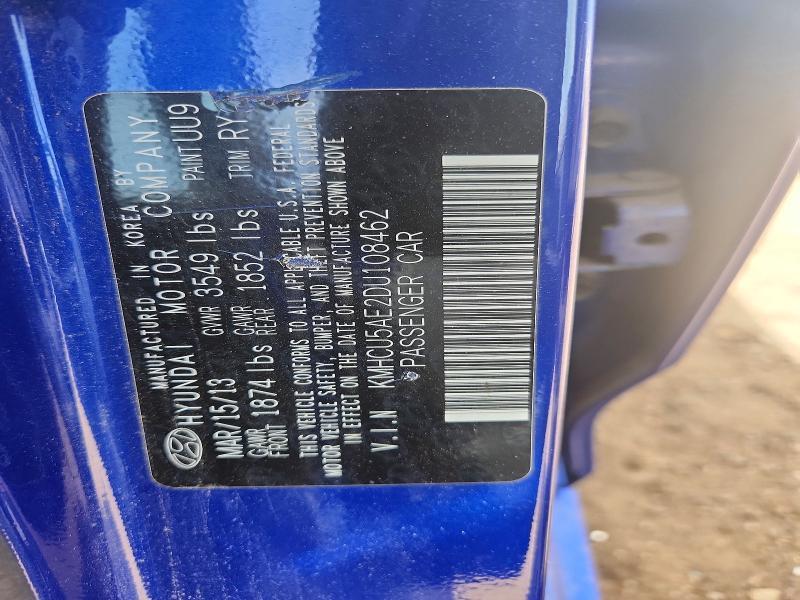 MANUFACTURED IN KOREA BY
HYUNDAI MOTOR COMPANY
MAR/15/13 GVWR 3549 lbs PAINT UU9
GAWR FRONT 1874 lbs GAWR REAR 1852 lbs TRIM RY
THIS VEHICLE CONFORMS TO ALL APPLICABLE U.S.A. FEDERAL
MOTOR VEHICLE SAFETY, BUMPER, AND THEFT PREVENTION STANDARDS
IN EFFECT ON THE DATE OF MANUFACTURE SHOWN ABOVE
V.I.N KMHCU5AE2DU108462
PASSENGER CAR